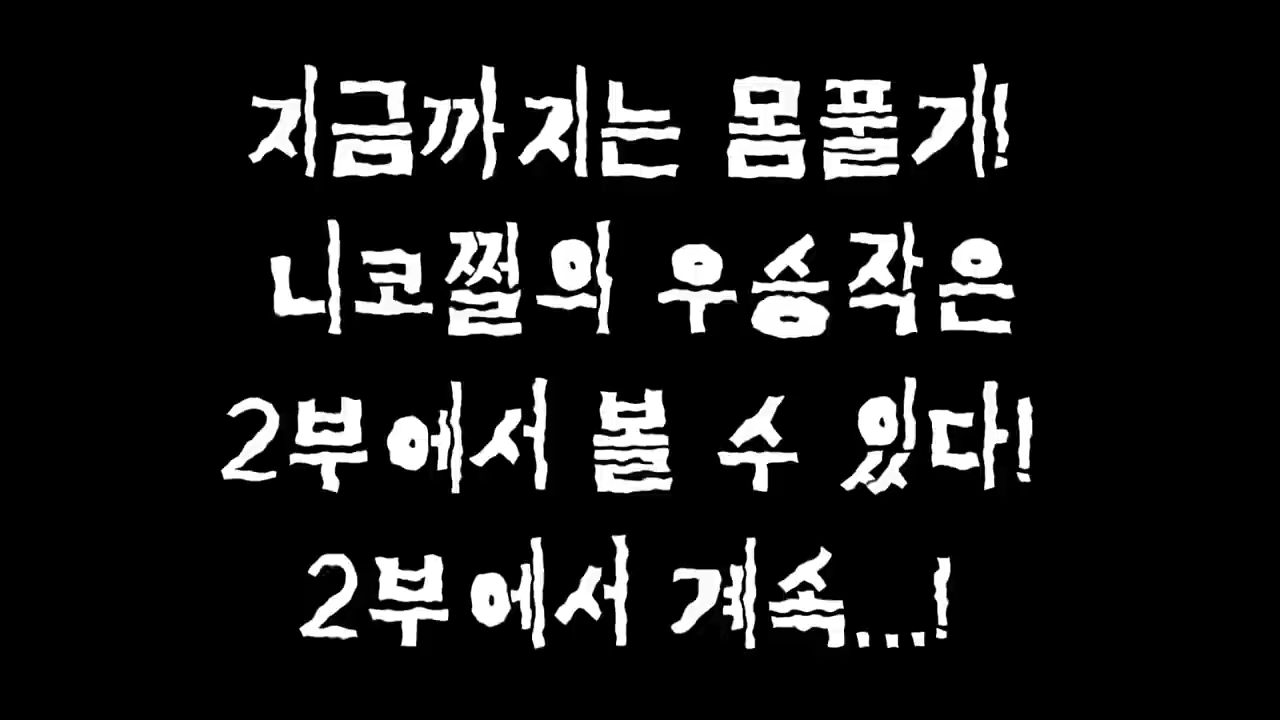 지금까지는 몸풀기!
니코쩔의 우승작은
2부에서 볼 수 있다!
2부에서 계속...!